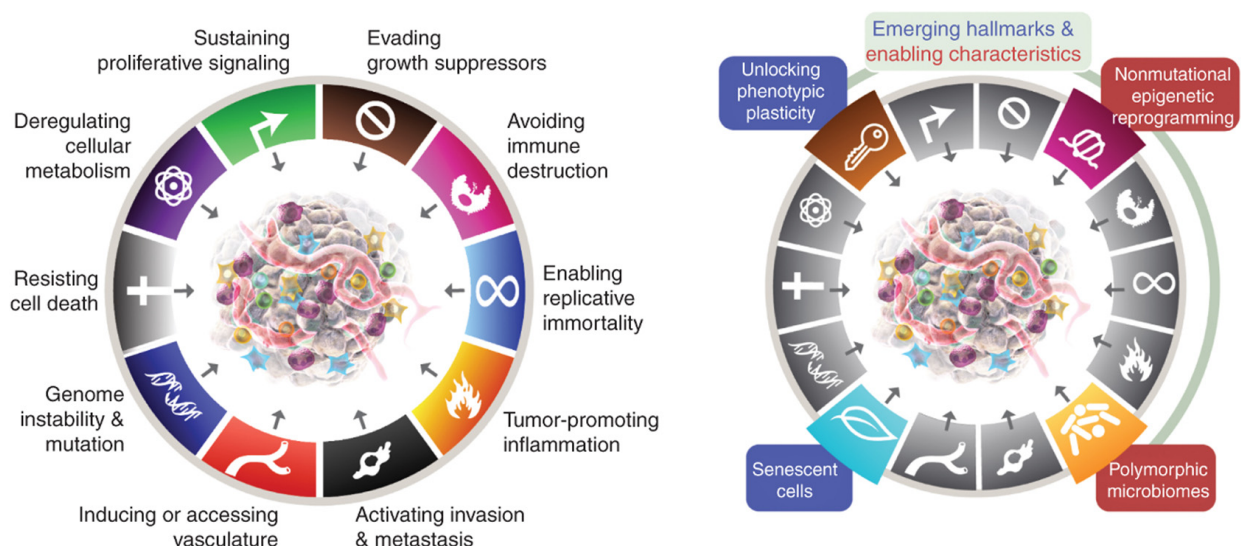 Sustaining
proliferative signaling
Evading
growth suppressors
Deregulating
cellular
metabolism
Avoiding
immune
destruction
Resisting
cell death
Enabling
replicative
immortality
Genome
instability &
mutation
Tumor-promoting
inflammation
Inducing or accessing
vasculature
Activating invasion
& metastasis
Emerging hallmarks &
enabling characteristics
Unlocking
phenotypic
plasticity
Nonmutational
epigenetic
reprogramming
Senescent
cells
Polymorphic
microbiomes